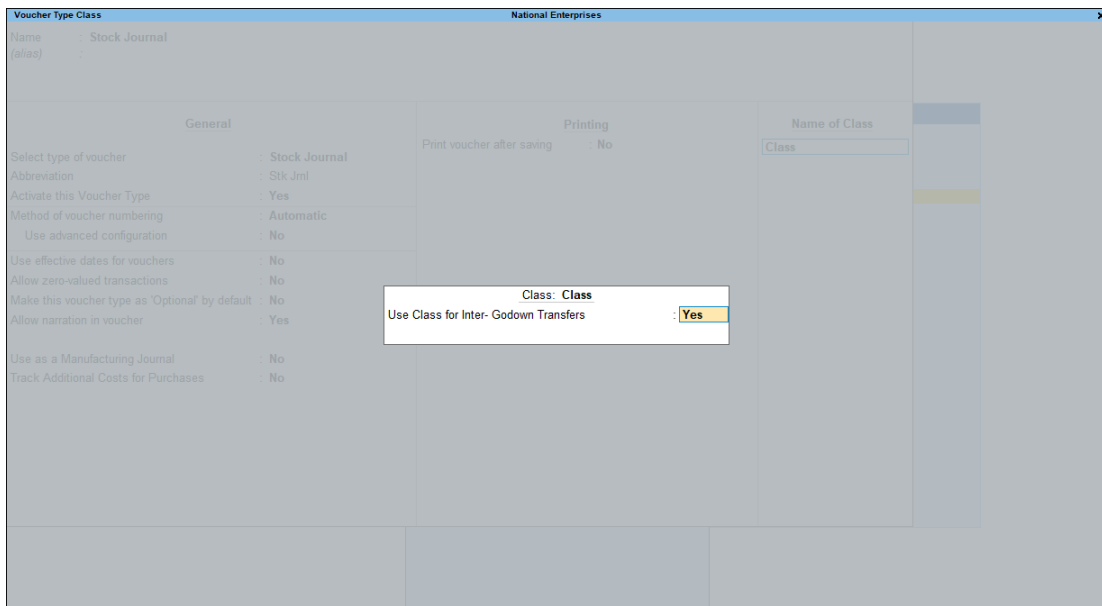 Voucher Type Class National Enterprises x
Name : Stock Journal
(alias) :
General
Select type of voucher : Stock Journal
Abbreviation : Stk Jrnl
Activate this Voucher Type : Yes
Method of voucher numbering : Automatic
Use advanced configuration : No
Use effective dates for vouchers : No
Allow zero-valued transactions : No
Make this voucher type as 'Optional' by default : No
Allow narration in voucher : Yes
Use as a Manufacturing Journal : No
Track Additional Costs for Purchases : No
Printing
Print voucher after saving : No
Name of Class
Class
Class: Class
Use Class for Inter- Godown Transfers : Yes